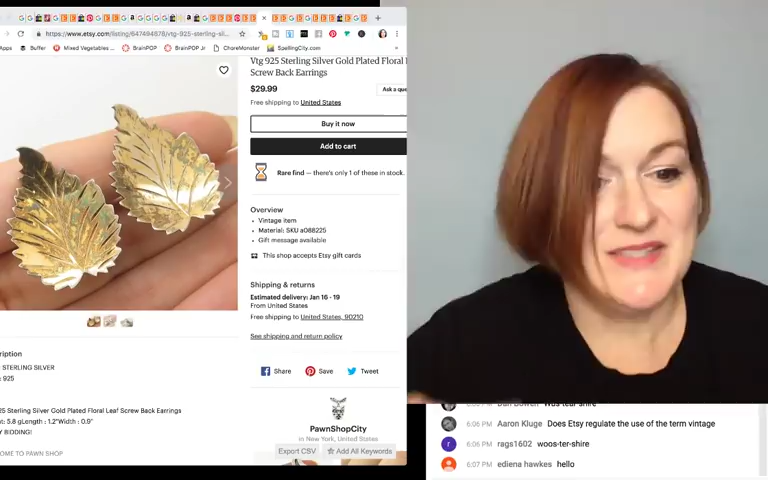 https://www.etsy.com/listing/647494578/vtg-925-sterling-sil...
Apps
Buffer
Mixed Vegetables ...
BrainPOP
BrainPOP Jr
ChoreMonster
SpellingCity.com
Vtg 925 Sterling Silver Gold Plated Floral
Screw Back Earrings
$29.99
Ask a que
Free shipping to United States
Buy it now
Add to cart
Rare find — there's only 1 of these in stock.
Overview
• Vintage item
• Material: SKU a088225
• Gift message available
This shop accepts Etsy gift cards
Shipping & returns
Estimated delivery: Jan 16 - 19
From United States
Free shipping to United States, 90210
See shipping and return policy
Share
Save
Tweet
ription
STERLING SILVER
: 925
25 Sterling Silver Gold Plated Floral Leaf Screw Back Earrings
t: 5.8 gLength : 1.2"Width : 0.9"
Y BIDDING!
OME TO PAWN SHOP
PawnShopCity
in New York, United States
Export CSV
Add All Keywords
6:06 PM Aaron Kluge Does Etsy regulate the use of the term vintage
6:06 PM rags1602 woos-ter-shire
6:07 PM ediena hawkes hello